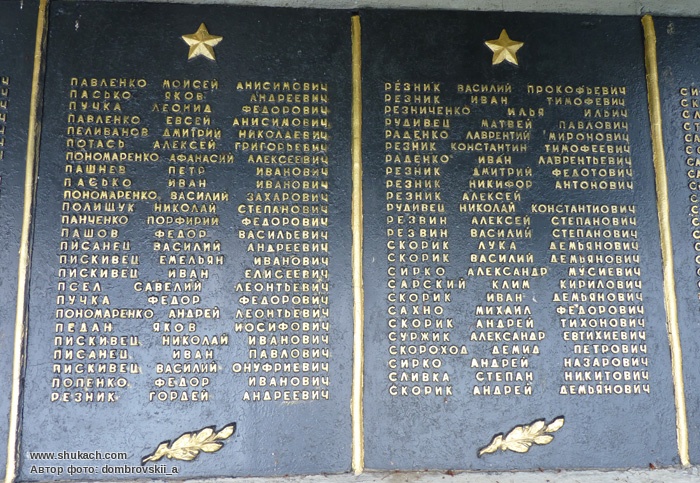 ПАВЛЕНКО МОИСЕЙ АНИСИМОВИЧ
ПАСЬКО ЯКОВ АНДРЕЕВИЧ
ПУЧКА ЛЕОНИД ФЕДОРОВИЧ
ПАВЛЕНКО ЕВСЕЙ АНИСИМОВИЧ
ПЕЛИВАНОВ ДМИТРИЙ НИКОЛАЕВИЧ
ПОТАСЬ АЛЕКСЕЙ ГРИГОРЬЕВИЧ
ПОНОМАРЕНКО АФАНАСИЙ АЛЕКСЕЕВИЧ
ПАШНЕВ ПЕТР ИВАНОВИЧ
ПАСЬКО ИВАН ИВАНОВИЧ
ПОНОМАРЕНКО ВАСИЛИЙ ЗАХАРОВИЧ
ПОЛИЩУК НИКОЛАЙ СТЕПАНОВИЧ
ПАНЧЕНКО ПОРФИРИЙ ФЕДОРОВИЧ
ПАШОВ ФЕДОР ВАСИЛЬЕВИЧ
ПИСАНЕЦ ВАСИЛИЙ АНДРЕЕВИЧ
ПИСКИВЕЦ ЕМЕЛЬЯН ИВАНОВИЧ
ПИСКИВЕЦ ИВАН ЕЛИСЕЕВИЧ
ПСЕЛ САВЕЛИЙ ЛЕОНТЬЕВИЧ
ПУЧКА ФЕДОР ФЕДОРОВИЧ
ПОНОМАРЕНКО АНДРЕЙ ЛЕОНТЬЕВИЧ
ПЕДАН ЯКОВ ИОСИФОВИЧ
ПИСКИВЕЦ НИКОЛАЙ ИВАНОВИЧ
ПИСАНЕЦ ИВАН ПАВЛОВИЧ
ПИСКИВЕЦ ВАСИЛИЙ ОНУФРИЕВИЧ
ПОПЕНКО ФЕДОР ИВАНОВИЧ
РЕЗНИК ГОРДЕЙ АНДРЕЕВИЧ
РЕЗНИК ВАСИЛИЙ ПРОКОФЬЕВИЧ
РЕЗНИК ИВАН ТИМОФЕВИЧ
РЕЗНИЧЕНКО ИЛЬЯ ИЛЬИЧ
РУДИВЕЦ МАТВЕЙ ПАВЛОВИЧ
РАДЕНКО ЛАВРЕНТИЙ МИРОНОВИЧ
РЕЗНИК КОНСТАНТИН ТИМОФЕЕВИЧ
РАДЕНКО ИВАН ЛАВРЕНТЬЕВИЧ
РЕЗНИК ДМИТРИЙ ФЕДОТОВИЧ
РЕЗНИК НИКИФОР АНТОНОВИЧ
РЕЗНИК АЛЕКСЕЙ
РУДИВЕЦ НИКОЛАЙ КОНСТАНТИОВИЧ
РЕЗВИН АЛЕКСЕЙ СТЕПАНОВИЧ
РЕЗВИН ВАСИЛИЙ СТЕПАНОВИЧ
СКОРИК ЛУКА ДЕМЬЯНОВИЧ
СКОРИК ВАСИЛИЙ ДЕМЬЯНОВИЧ
СИРКО АЛЕКСАНДР МУСИЕВИЧ
САРСКИЙ КЛИМ КИРИЛОВИЧ
СКОРИК ИВАН ДЕМЬЯНОВИЧ
САХНО МИХАИЛ ФЕДОРОВИЧ
СКОРИК АНДРЕЙ ТИХОНОВИЧ
СУРЖИК АЛЕКСАНДР ЕВТИХИЕВИЧ
СКОРОХОД ДЕМИД ПЕТРОВИЧ
СИРКО АНДРЕЙ НАЗАРОВИЧ
СЛИВКА СТЕПАН НИКИТОВИЧ
СКОРИК АНДРЕЙ ДЕМЬЯНОВИЧ
www.shukach.com
Автор фото: dombrovskii_a